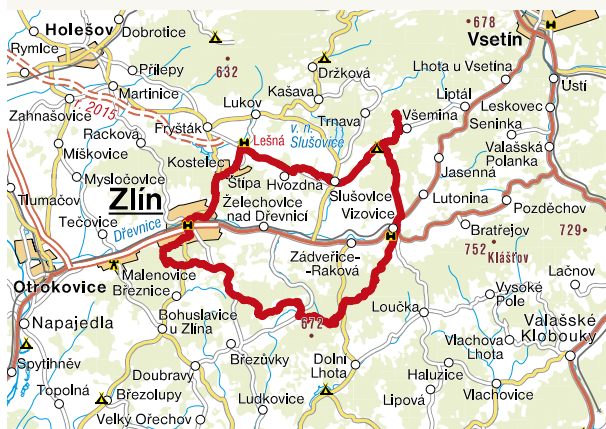 Holešov
Dobrotice
678
Vsetín
Rymlce
Přílepy
632
Držková
Lhota u Vsetína
Martinice
Kašava
Liptál
Ústí
r. 2015
Zahnašovice
Lukov
Trnava
Všemina
Leskovec
Fryšták
Racková
Lešná
v. n.
Slušovice
Seninka
Míškovice
Kostelec
Valašská
Polanka
Mysločovice
Štípa
Hvozdná
Jasenná
Zlín
Slušovice
Tlumačov
Želechovice
nad Dřevnicí
Vizovice
Lutonina
Pozděchov
Tečovice
Dřevnice
Bratřejov
729
Zádveřice-
Raková
752
Klášťov
Malenovice
Lačnov
Otrokovice
Březnice
Vysoké
Pole
Loučka
Bohuslavice
u Zlína
Napajedla
672
Valašské
Klobouky
Vlachova
Lhota
Březůvky
Dolní
Lhota
Spytihněv
Doubravy
Haluzice
Topolná
Březolupy
Ludkovice
Lipová
Vlachovice
Velký Ořechov